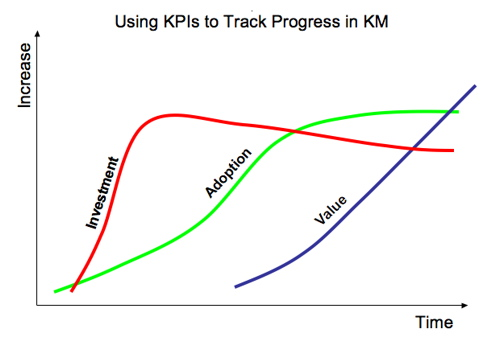 Using KPIs to Track Progress in KM
Increase
Investment
Adoption
Value
Time